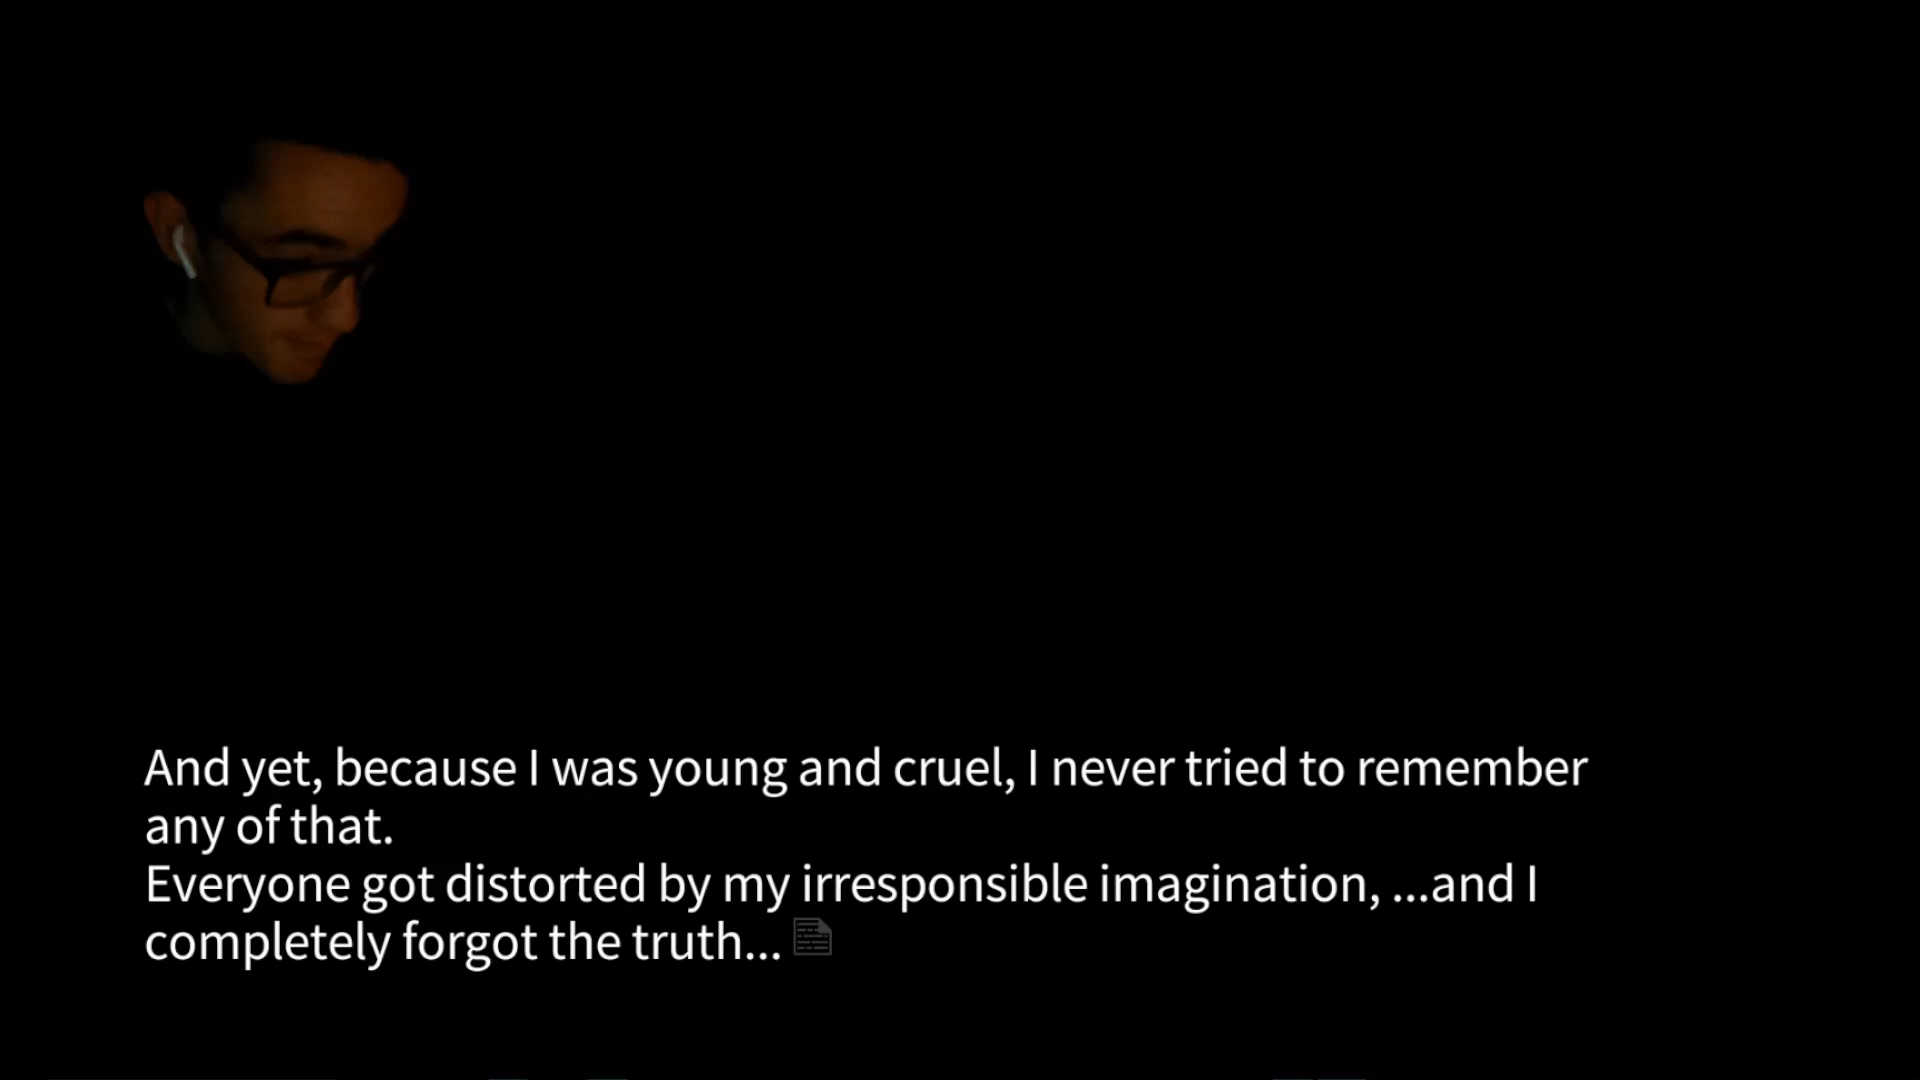 And yet, because I was young and cruel, I never tried to remember
any of that.
Everyone got distorted by my irresponsible imagination, ...and I
completely forgot the truth...